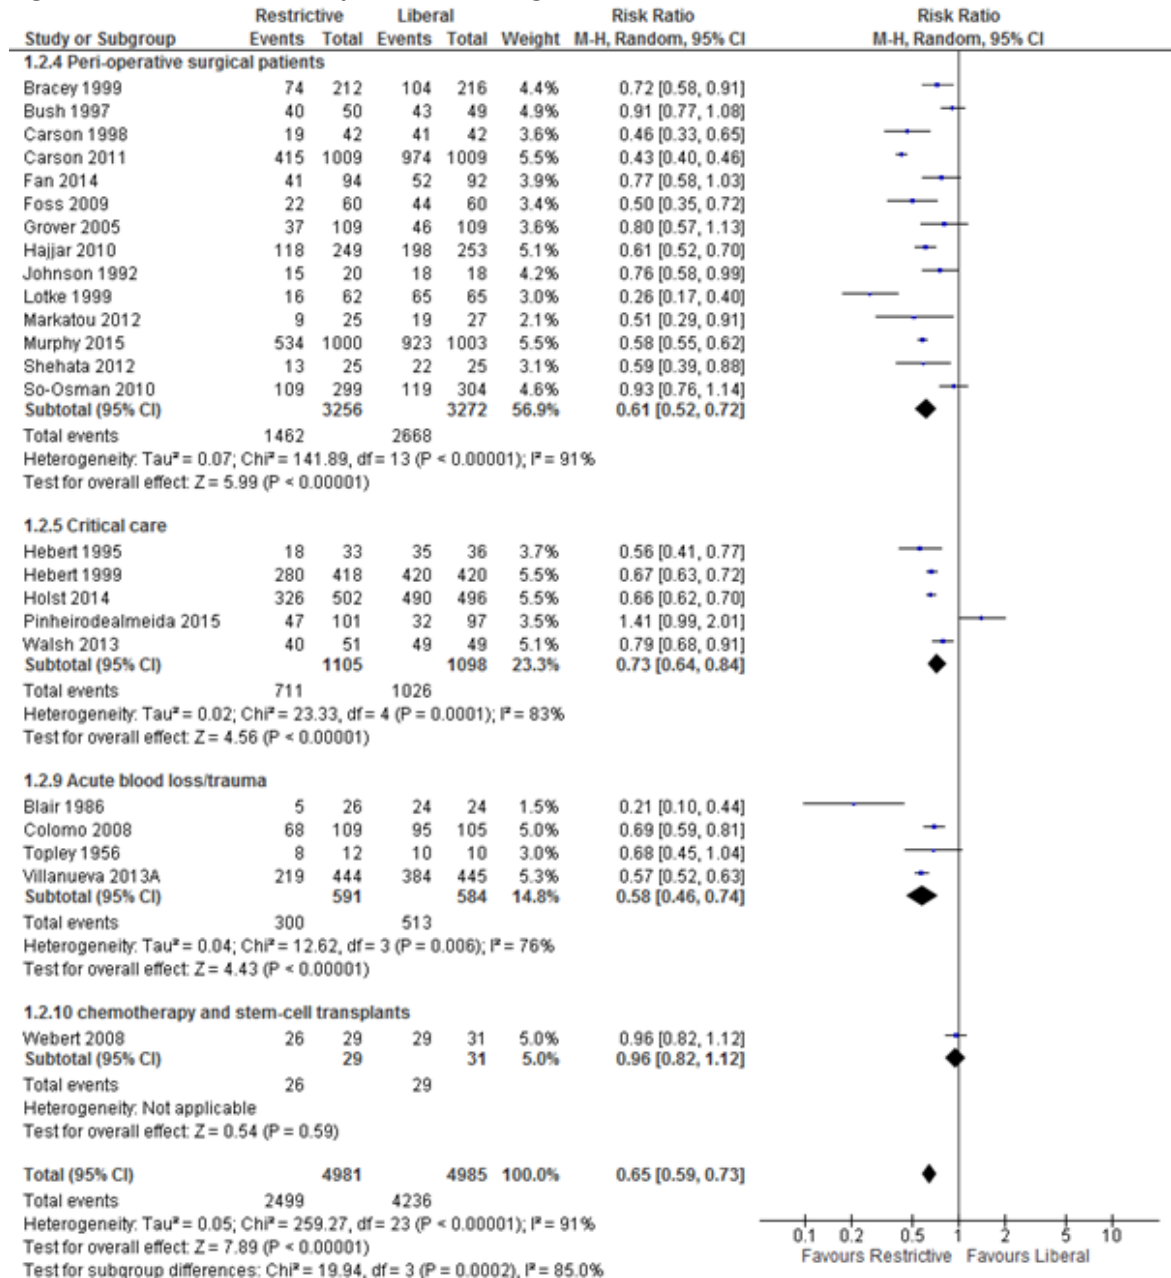 Restrictive Liberal Risk Ratio Risk Ratio
Study or Subgroup Events Total Events Total Weight M-H, Random, 95% CI M-H, Random, 95% CI
1.2.4 Peri-operative surgical patients
Bracey 1999 74 212 104 216 4.4% 0.72 [0.58, 0.91]
Bush 1997 40 50 43 49 4.9% 0.91 [0.77, 1.08]
Carson 1998 19 42 41 42 3.6% 0.46 [0.33, 0.65]
Carson 2011 415 1009 974 1009 5.5% 0.43 [0.40, 0.46]
Fan 2014 41 94 52 92 3.9% 0.77 [0.58, 1.03]
Foss 2009 22 60 44 60 3.4% 0.50 [0.35, 0.72]
Grover 2005 37 109 46 109 3.6% 0.80 [0.57, 1.13]
Hajjar 2010 118 249 198 253 5.1% 0.61 [0.52, 0.70]
Johnson 1992 15 20 18 18 4.2% 0.76 [0.58, 0.99]
Lotke 1999 16 62 65 65 3.0% 0.26 [0.17, 0.40]
Markatou 2012 9 25 19 27 2.1% 0.51 [0.29, 0.91]
Murphy 2015 534 1000 923 1003 5.5% 0.58 [0.55, 0.62]
Shehata 2012 13 25 22 25 3.1% 0.59 [0.39, 0.88]
So-Osman 2010 109 299 119 304 4.6% 0.93 [0.76, 1.14]
Subtotal (95% CI) 3256 3272 56.9% 0.61 [0.52, 0.72]
Total events 1462 2668
Heterogeneity: Tau² = 0.07; Chi² = 141.89, df = 13 (P < 0.00001); I² = 91%
Test for overall effect: Z = 5.99 (P < 0.00001)
1.2.5 Critical care
Hebert 1995 18 33 35 36 3.7% 0.56 [0.41, 0.77]
Hebert 1999 280 418 420 420 5.5% 0.67 [0.63, 0.72]
Holst 2014 326 502 490 496 5.5% 0.66 [0.62, 0.70]
Pinheirodealmeida 2015 47 101 32 97 3.5% 1.41 [0.99, 2.01]
Walsh 2013 40 51 49 49 5.1% 0.79 [0.68, 0.91]
Subtotal (95% CI) 1105 1098 23.3% 0.73 [0.64, 0.84]
Total events 711 1026
Heterogeneity: Tau² = 0.02; Chi² = 23.33, df = 4 (P = 0.0001); I² = 83%
Test for overall effect: Z = 4.56 (P < 0.00001)
1.2.9 Acute blood loss/trauma
Blair 1986 5 26 24 24 1.5% 0.21 [0.10, 0.44]
Colomo 2008 68 109 95 105 5.0% 0.69 [0.59, 0.81]
Topley 1956 8 12 10 10 3.0% 0.68 [0.45, 1.04]
Villanueva 2013A 219 444 384 445 5.3% 0.57 [0.52, 0.63]
Subtotal (95% CI) 591 584 14.8% 0.58 [0.46, 0.74]
Total events 300 513
Heterogeneity: Tau² = 0.04; Chi² = 12.62, df = 3 (P = 0.006); I² = 76%
Test for overall effect: Z = 4.43 (P < 0.00001)
1.2.10 chemotherapy and stem-cell transplants
Webert 2008 26 29 29 31 5.0% 0.96 [0.82, 1.12]
Subtotal (95% CI) 29 31 5.0% 0.96 [0.82, 1.12]
Total events 26 29
Heterogeneity: Not applicable
Test for overall effect: Z = 0.54 (P = 0.59)
Total (95% CI) 4981 4985 100.0% 0.65 [0.59, 0.73]
Total events 2499 4236
Heterogeneity: Tau² = 0.05; Chi² = 259.27, df = 23 (P < 0.00001); I² = 91%
Test for overall effect: Z = 7.89 (P < 0.00001)
Test for subgroup differences: Chi² = 19.94, df = 3 (P = 0.0002), I² = 85.0%
0.1 0.2 0.5 1 2 5 10
Favours Restrictive Favours Liberal